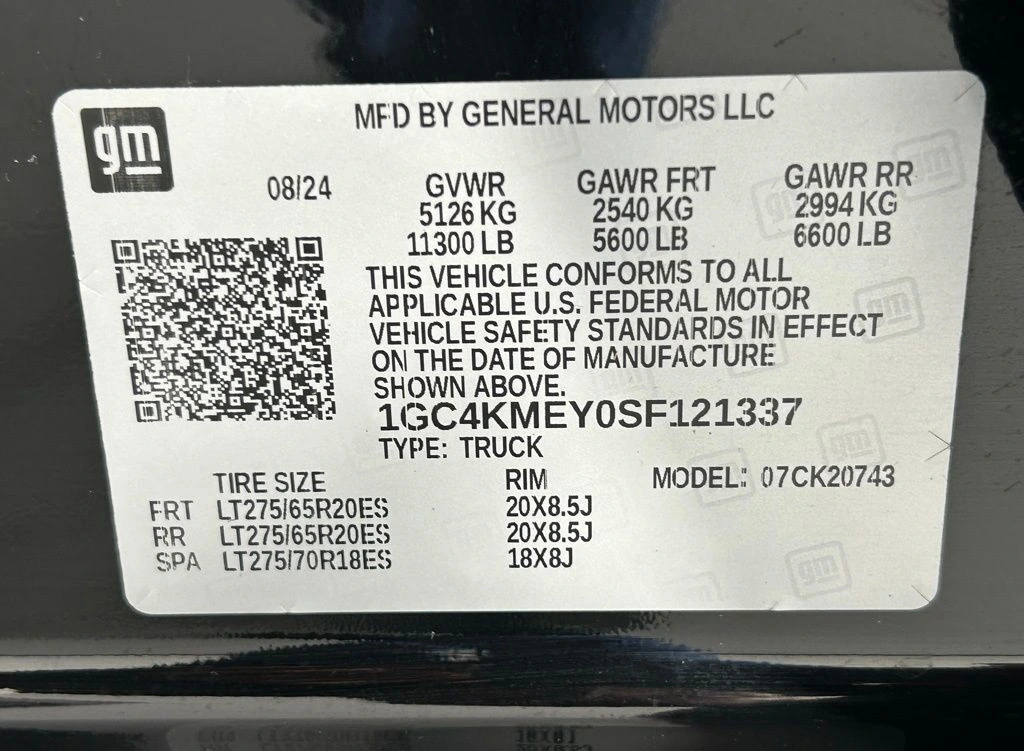 gm
MFD BY GENERAL MOTORS LLC
08/24 GVWR GAWR FRT GAWR RR
5126 KG 2540 KG 2994 KG
11300 LB 5600 LB 6600 LB
THIS VEHICLE CONFORMS TO ALL
APPLICABLE U.S. FEDERAL MOTOR
VEHICLE SAFETY STANDARDS IN EFFECT
ON THE DATE OF MANUFACTURE
SHOWN ABOVE.
1GC4KMEY0SF121337
TYPE: TRUCK
TIRE SIZE RIM MODEL: 07CK20743
FRT LT275/65R20ES 20X8.5J
RR LT275/65R20ES 20X8.5J
SPA LT275/70R18ES 18X8J